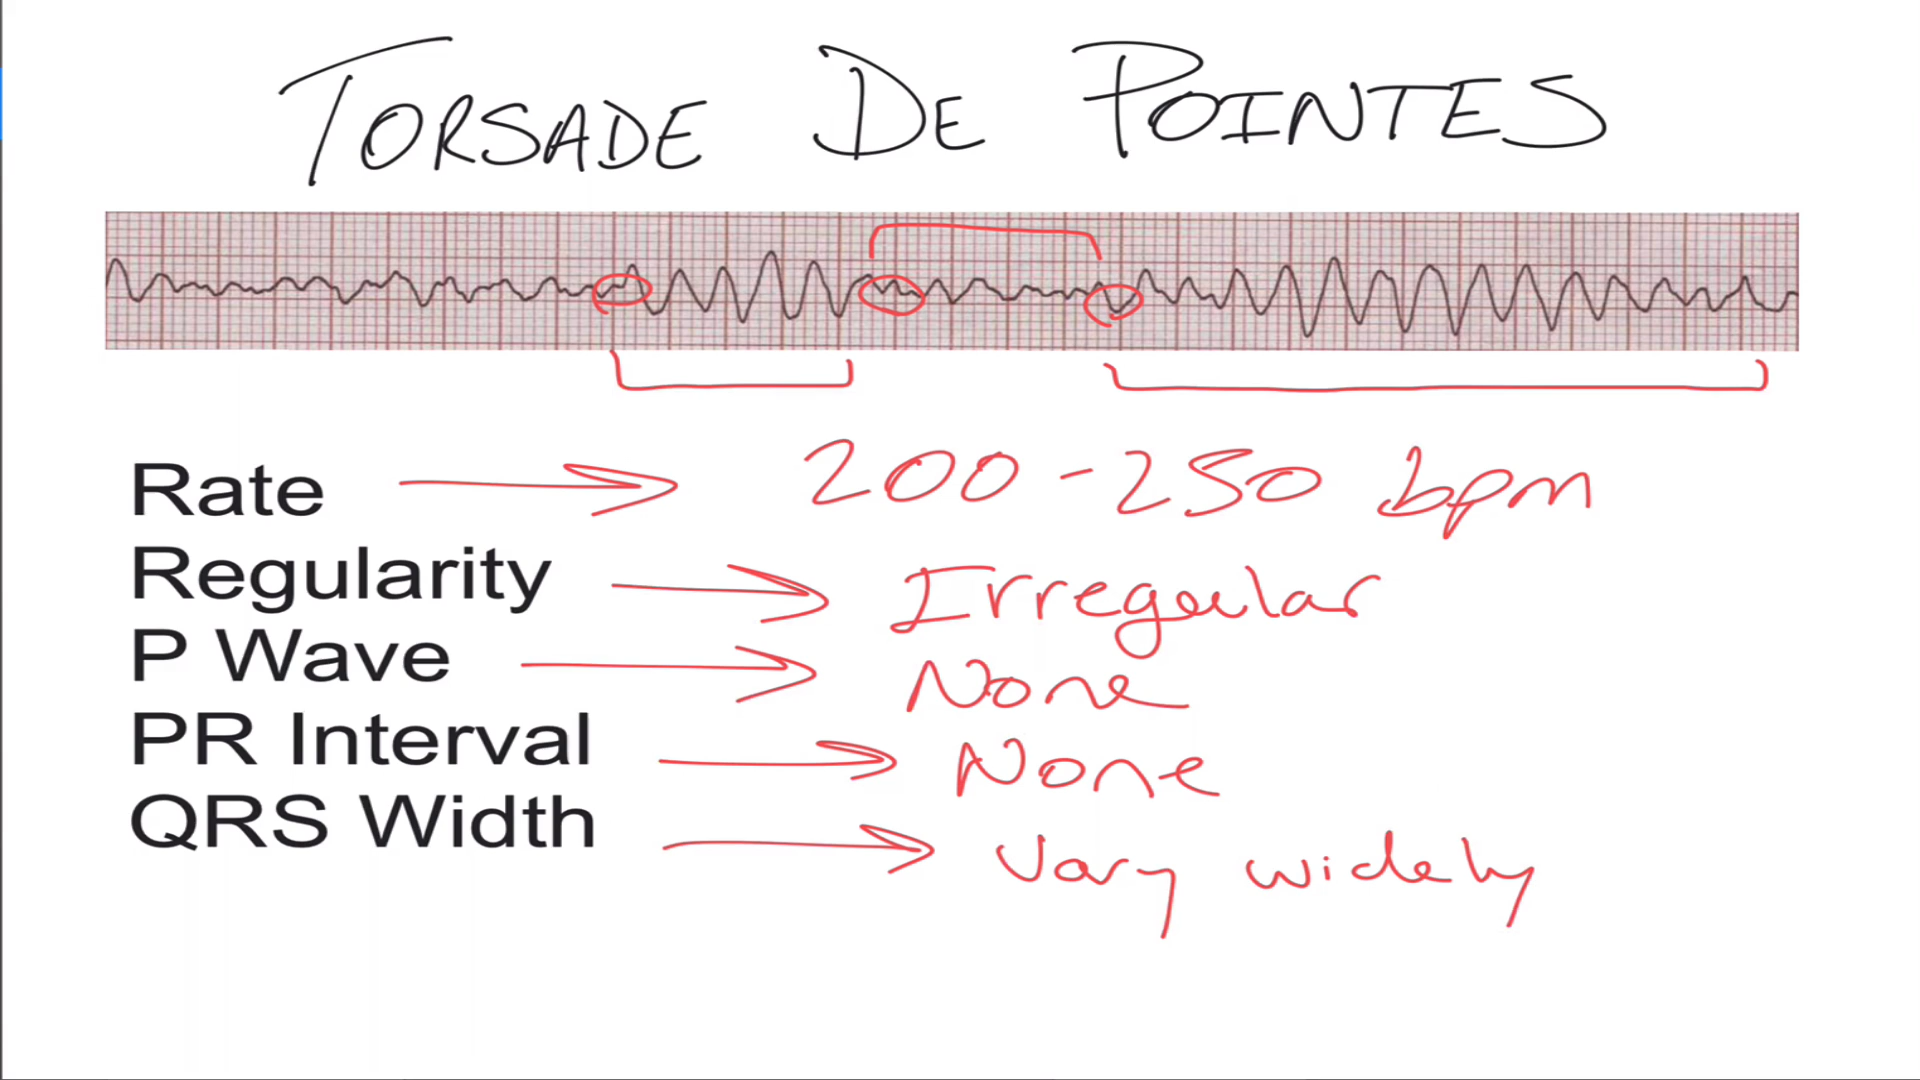 TORSADE DE POINTES
Rate → 200-250 bpm
Regularity → Irregular
P Wave → None
PR Interval → None
QRS Width → Vary widely